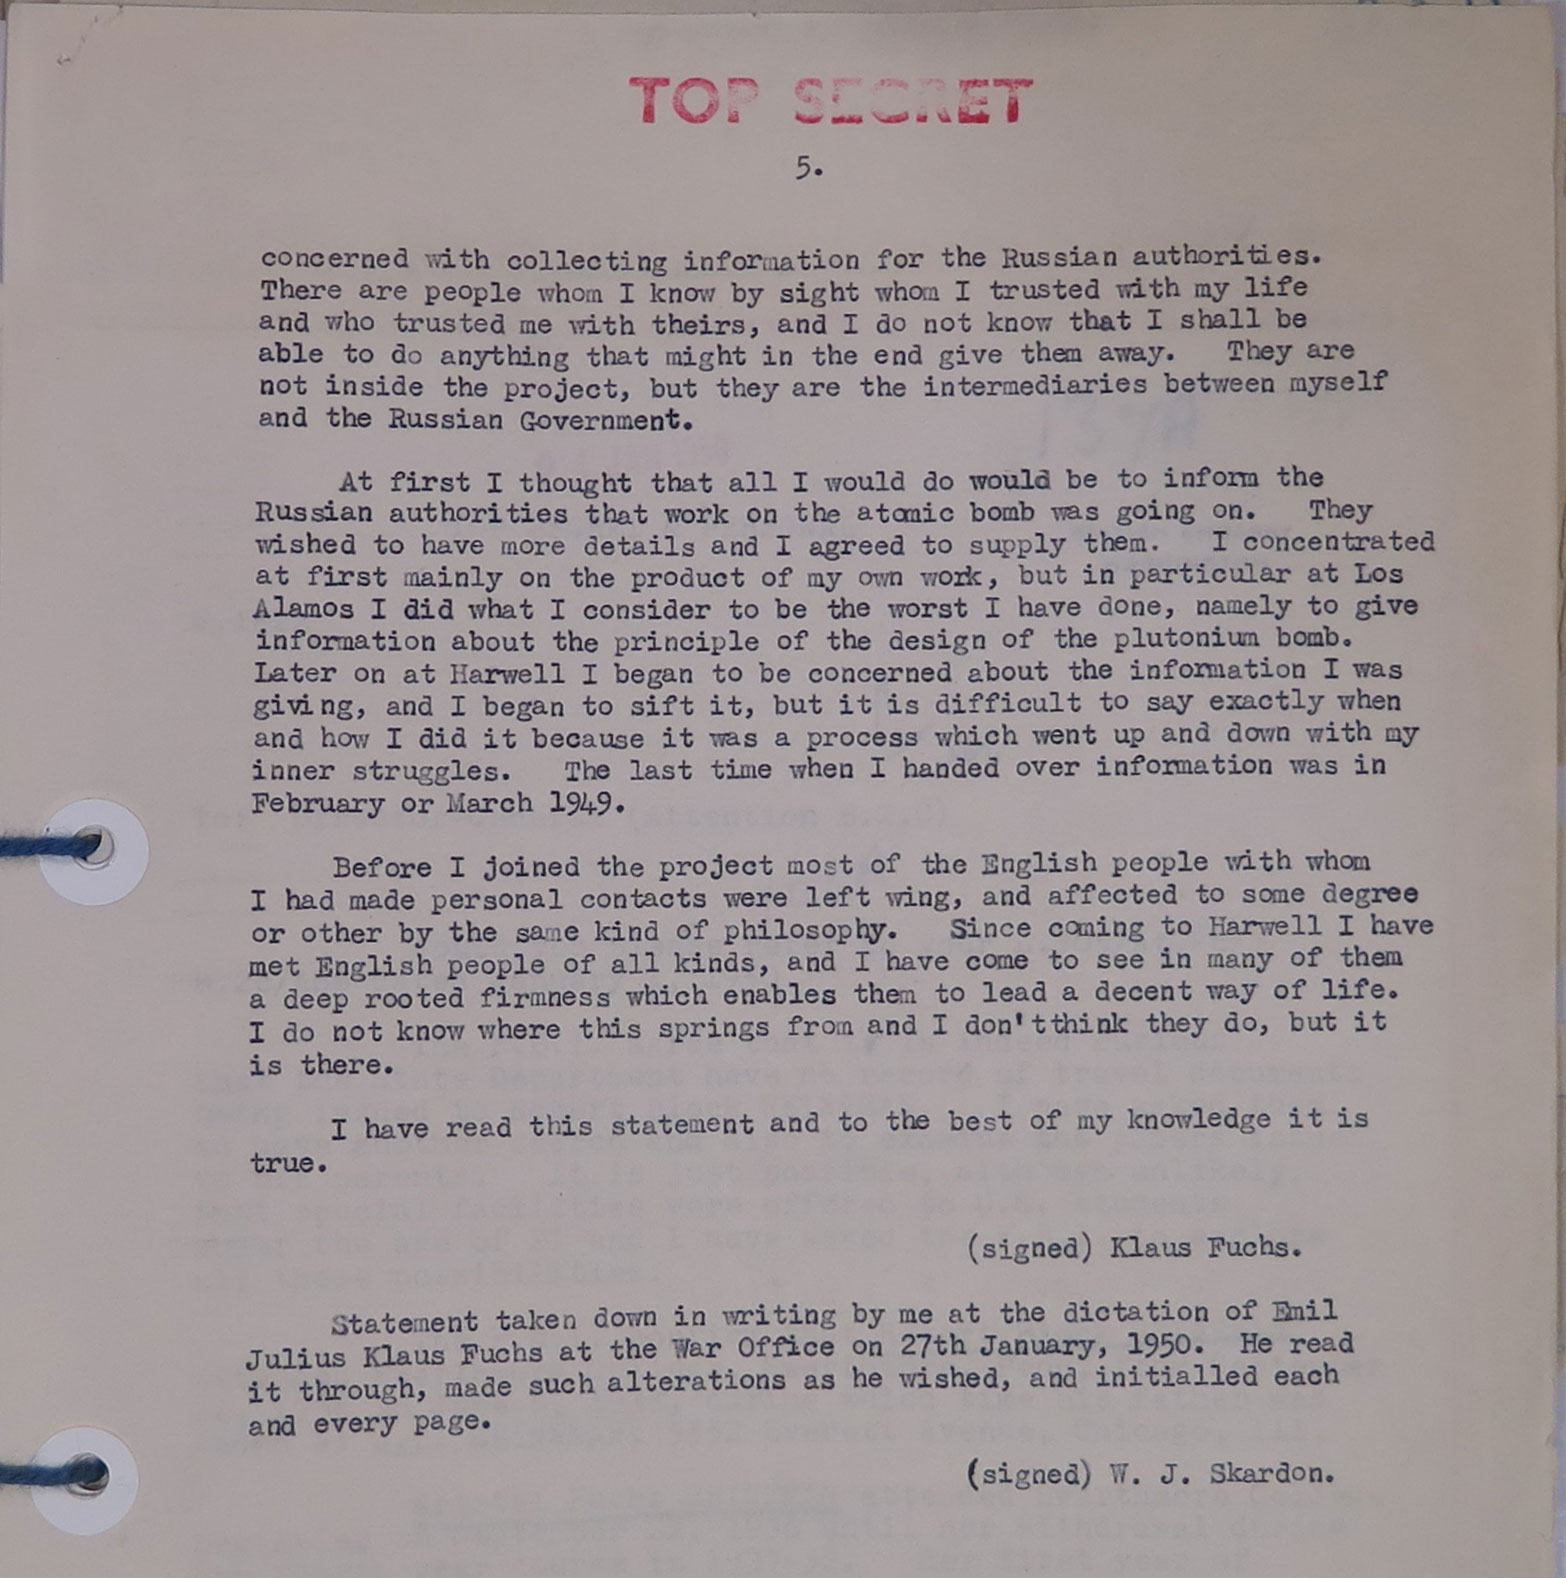 TOP SECRET
5.
concerned with collecting information for the Russian authorities.
There are people whom I know by sight whom I trusted with my life
and who trusted me with theirs, and I do not know that I shall be
able to do anything that might in the end give them away. They are
not inside the project, but they are the intermediaries between myself
and the Russian Government.
At first I thought that all I would do would be to inform the
Russian authorities that work on the atomic bomb was going on. They
wished to have more details and I agreed to supply them. I concentrated
at first mainly on the product of my own work, but in particular at Los
Alamos I did what I consider to be the worst I have done, namely to give
information about the principle of the design of the plutonium bomb.
Later on at Harwell I began to be concerned about the information I was
giving, and I began to sift it, but it is difficult to say exactly when
and how I did it because it was a process which went up and down with my
inner struggles. The last time when I handed over information was in
February or March 1949.
Before I joined the project most of the English people with whom
I had made personal contacts were left wing, and affected to some degree
or other by the same kind of philosophy. Since coming to Harwell I have
met English people of all kinds, and I have come to see in many of them
a deep rooted firmness which enables them to lead a decent way of life.
I do not know where this springs from and I don'tthink they do, but it
is there.
I have read this statement and to the best of my knowledge it is
true.
(signed) Klaus Fuchs.
Statement taken down in writing by me at the dictation of Emil
Julius Klaus Fuchs at the War Office on 27th January, 1950. He read
it through, made such alterations as he wished, and initialled each
and every page.
(signed) W. J. Skardon.